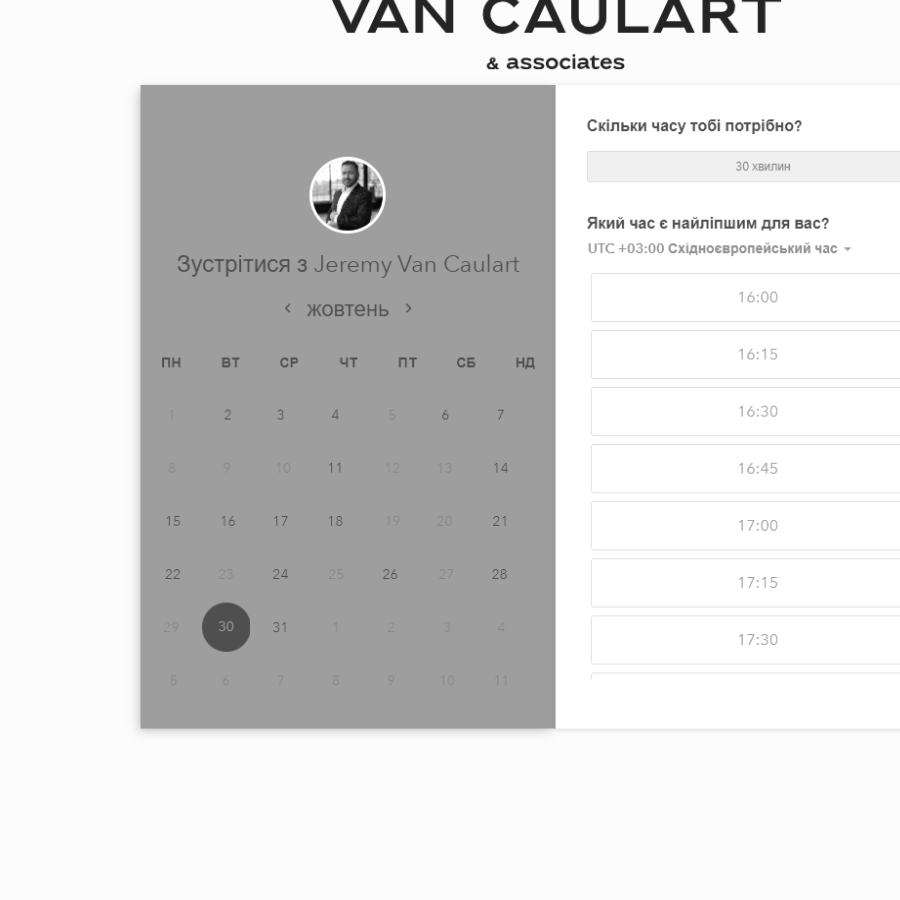 VAN CAULART
& associates
Зустрітися з Jeremy Van Caulart
жовтень
ПН ВТ СР ЧТ ПТ СБ НД
1 2 3 4 5 6 7
8 9 10 11 12 13 14
15 16 17 18 19 20 21
22 23 24 25 26 27 28
29 30 31 1 2 3 4
5 6 7 8 9 10 11
Скільки часу тобі потрібно?
30 хвилин
Який час є найліпшим для вас?
UTC +03:00 Східноєвропейський час
16:00
16:15
16:30
16:45
17:00
17:15
17:30